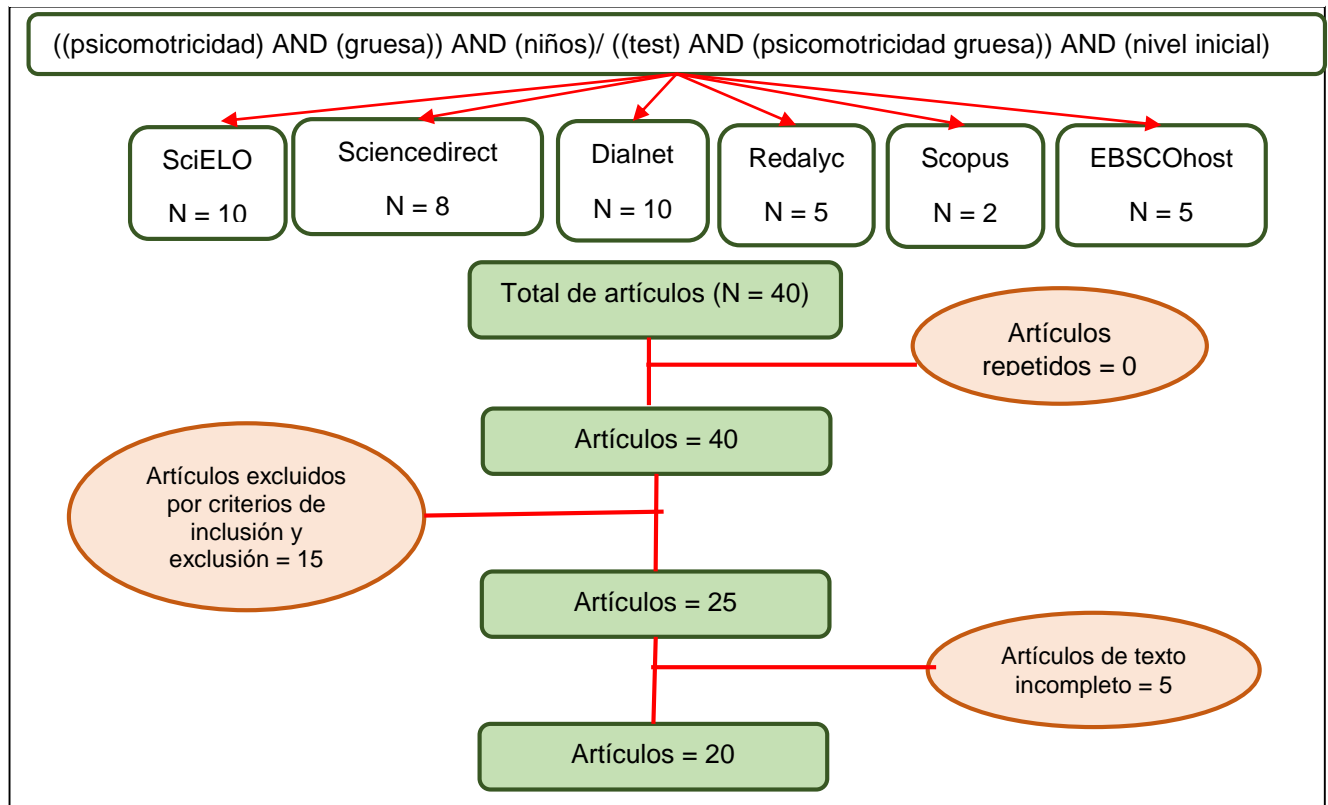 ((psicomotricidad) AND (gruesa)) AND (niños)/ ((test) AND (psicomotricidad gruesa)) AND (nivel inicial)
SciELO
N = 10
Sciencedirect
N = 8
Dialnet
N = 10
Redalyc
N = 5
Scopus
N = 2
EBSCOhost
N = 5
Total de artículos (N = 40)
Artículos
repetidos = 0
Artículos = 40
Artículos excluidos
por criterios de
inclusión y
exclusión = 15
Artículos = 25
Artículos de texto
incompleto = 5
Artículos = 20